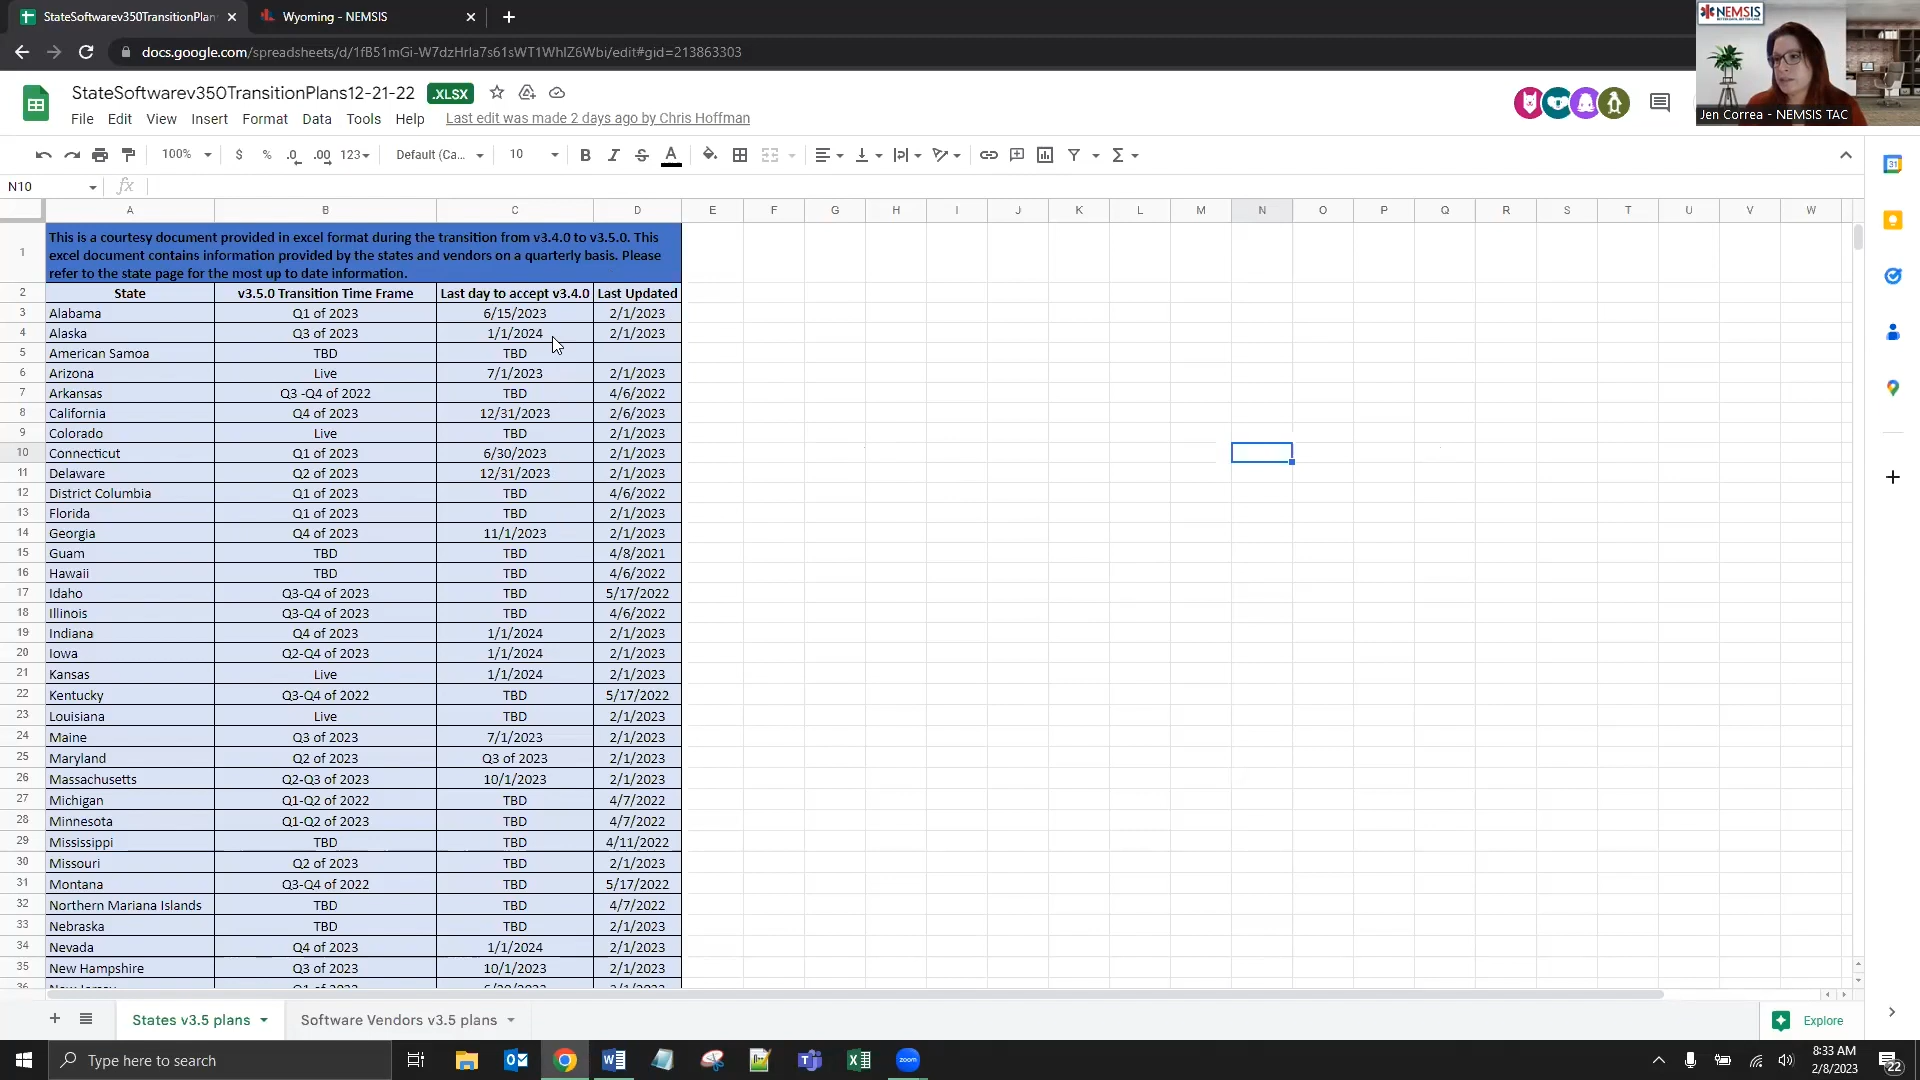 StateSoftwarev350TransitionPlan
Wyoming - NEMSIS
docs.google.com/spreadsheets/d/1fB51mGi-W7dzHrIa7s61sWT1WhIZ6Wbi/edit#gid=213863303
NEMSIS
Jen Correa - NEMSIS TAC
StateSoftwarev350TransitionPlans12-21-22 .XLSX
File Edit View Insert Format Data Tools Help Last edit was made 2 days ago by Chris Hoffman
100% $ % .0 .00 123 Default (Ca... 10 B I S A
N10 fx
A B C D E F G H I J K L M N O P Q R S T U V W
1 This is a courtesy document provided in excel format during the transition from v3.4.0 to v3.5.0. This
excel document contains information provided by the states and vendors on a quarterly basis. Please
refer to the state page for the most up to date information.
2 State v3.5.0 Transition Time Frame Last day to accept v3.4.0 Last Updated
3 Alabama Q1 of 2023 6/15/2023 2/1/2023
4 Alaska Q3 of 2023 1/1/2024 2/1/2023
5 American Samoa TBD TBD
6 Arizona Live 7/1/2023 2/1/2023
7 Arkansas Q3 -Q4 of 2022 TBD 4/6/2022
8 California Q4 of 2023 12/31/2023 2/6/2023
9 Colorado Live TBD 2/1/2023
10 Connecticut Q1 of 2023 6/30/2023 2/1/2023
11 Delaware Q2 of 2023 12/31/2023 2/1/2023
12 District Columbia Q1 of 2023 TBD 4/6/2022
13 Florida Q1 of 2023 TBD 2/1/2023
14 Georgia Q4 of 2023 11/1/2023 2/1/2023
15 Guam TBD TBD 4/8/2021
16 Hawaii TBD TBD 4/6/2022
17 Idaho Q3-Q4 of 2023 TBD 5/17/2022
18 Illinois Q3-Q4 of 2023 TBD 4/6/2022
19 Indiana Q4 of 2023 1/1/2024 2/1/2023
20 Iowa Q2-Q4 of 2023 1/1/2024 2/1/2023
21 Kansas Live 1/1/2024 2/1/2023
22 Kentucky Q3-Q4 of 2022 TBD 5/17/2022
23 Louisiana Live TBD 2/1/2023
24 Maine Q3 of 2023 7/1/2023 2/1/2023
25 Maryland Q2 of 2023 Q3 of 2023 2/1/2023
26 Massachusetts Q2-Q3 of 2023 10/1/2023 2/1/2023
27 Michigan Q1-Q2 of 2022 TBD 4/7/2022
28 Minnesota Q1-Q2 of 2023 TBD 4/7/2022
29 Mississippi TBD TBD 4/11/2022
30 Missouri Q2 of 2023 TBD 2/1/2023
31 Montana Q3-Q4 of 2022 TBD 5/17/2022
32 Northern Mariana Islands TBD TBD 4/7/2022
33 Nebraska TBD TBD 2/1/2023
34 Nevada Q4 of 2023 1/1/2024 2/1/2023
35 New Hampshire Q3 of 2023 10/1/2023 2/1/2023
States v3.5 plans Software Vendors v3.5 plans Explore
Type here to search
zoom
8:33 AM
2/8/2023
22